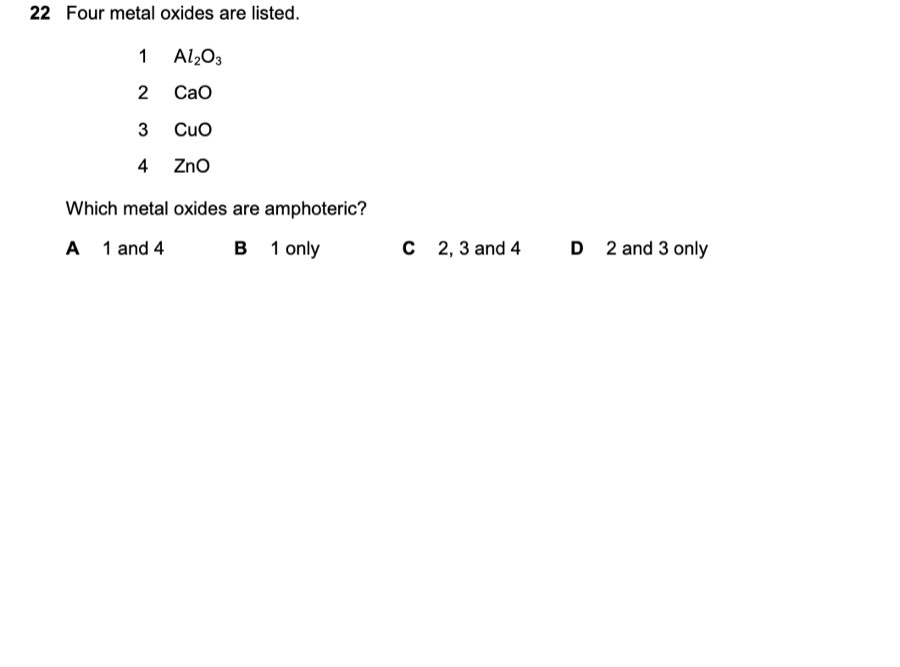 22 Four metal oxides are listed.
1 Al₂O₃
2 CaO
3 CuO
4 ZnO
Which metal oxides are amphoteric?
A 1 and 4 B 1 only C 2, 3 and 4 D 2 and 3 only